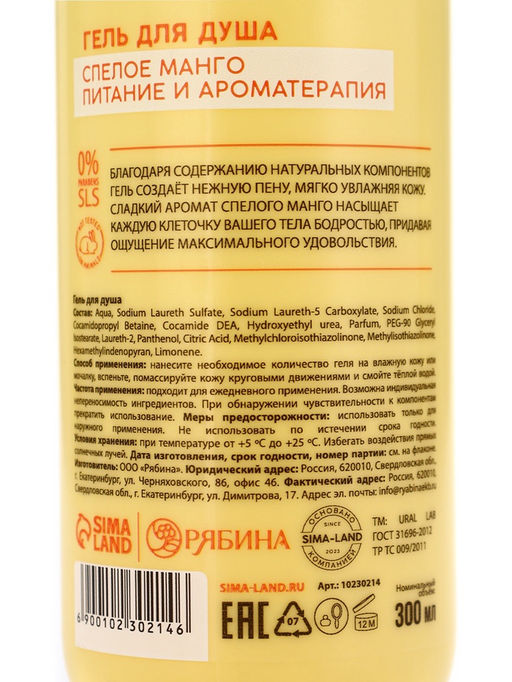 ГЕЛЬ ДЛЯ ДУША
СПЕЛОЕ МАНГО
ПИТАНИЕ И АРОМАТЕРАПИЯ
0%
PARABENS
SLS
NOT TESTED
ON ANIMALS
БЛАГОДАРЯ СОДЕРЖАНИЮ НАТУРАЛЬНЫХ КОМПОНЕНТОВ
ГЕЛЬ СОЗДАЁТ НЕЖНУЮ ПЕНУ, МЯГКО УВЛАЖНЯЯ КОЖУ.
СЛАДКИЙ АРОМАТ СПЕЛОГО МАНГО НАСЫЩАЕТ
КАЖДУЮ КЛЕТОЧКУ ВАШЕГО ТЕЛА БОДРОСТЬЮ, ПРИДАВАЯ
ОЩУЩЕНИЕ МАКСИМАЛЬНОГО УДОВОЛЬСТВИЯ.
Гель для душа
Состав: Aqua, Sodium Laureth Sulfate, Sodium Laureth-5 Carboxylate, Sodium Chloride,
Cocamidopropyl Betaine, Cocamide DEA, Hydroxyethyl urea, Parfum, PEG-90 Glyceryl
Isostearate, Laureth-2, Panthenol, Citric Acid, Methylchloroisothiazolinone, Methylisothiazolinone,
Hexamethylindenopyran, Limonene.
Способ применения: нанесите необходимое количество геля на влажную кожу или
мочалку, вспеньте, помассируйте кожу круговыми движениями и смойте тёплой водой.
Частота применения: подходит для ежедневного применения. Возможна индивидуальная
непереносимость ингредиентов. При обнаружении чувствительности к компонентам
прекратить использование. Меры предосторожности: использовать только для
наружного применения. Не использовать по истечении срока годности.
Условия хранения: при температуре от +5 °C до +25 °C. Избегать воздействия прямых
солнечных лучей. Дата изготовления, срок годности, номер партии: см. на флаконе.
Изготовитель: ООО «Рябина». Юридический адрес: Россия, 620010, Свердловская обл.,
г. Екатеринбург, ул. Черняховского, 86, офис 46. Фактический адрес: Россия, 620010,
Свердловская обл., г. Екатеринбург, ул. Димитрова, 17. Адрес эл. почты: info@ryabinaekb.ru
SIMA
LAND
РЯБИНА
ОСНОВАНО
SINCE
SIMA-LAND
2023
КОМПАНИЕЙ
TM: URAL LAB
ГОСТ 31696-2012
ТР ТС 009/2011
6 900102 302146
SIMA-LAND.RU
Арт.: 10230214
EAC
07
12 M
Номинальный
объём:
300 мл